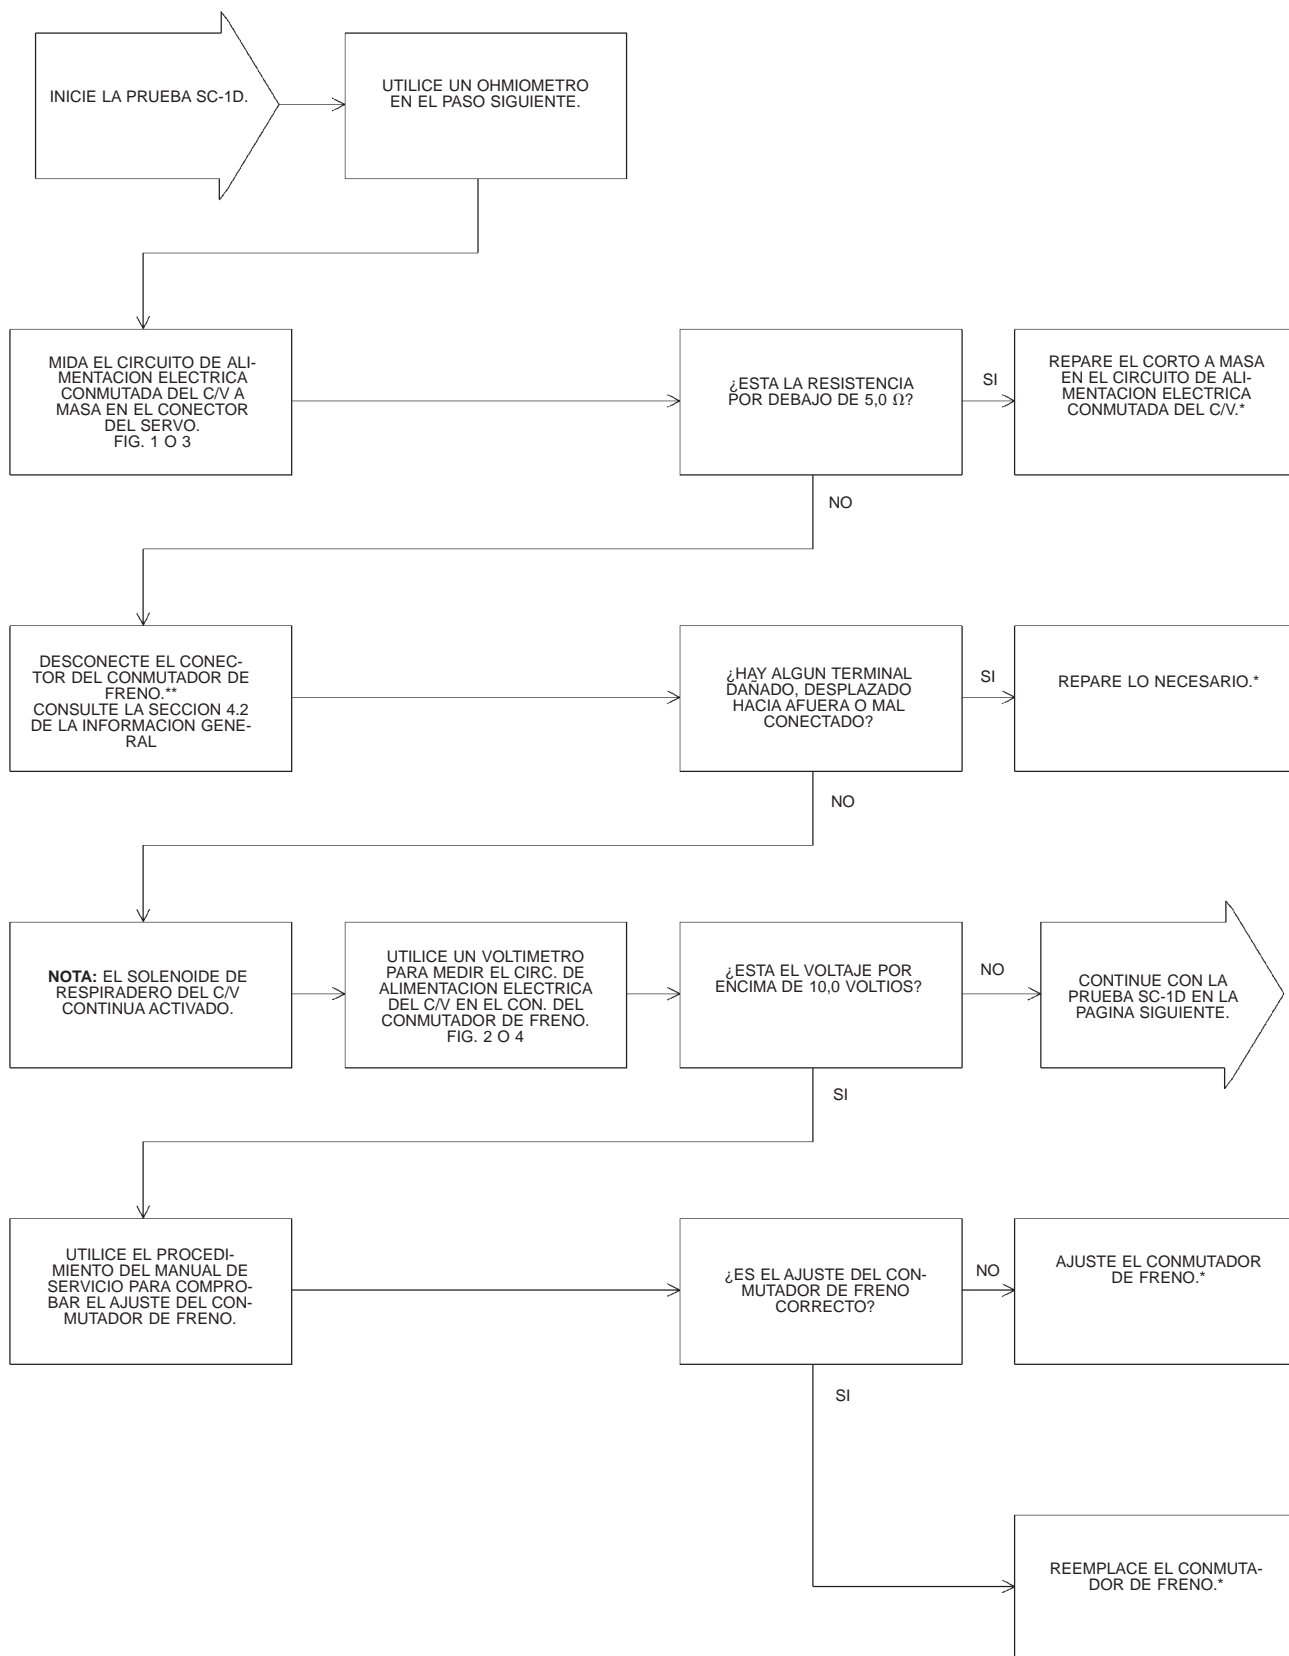 INICIE LA PRUEBA SC-1D.
UTILICE UN OHMIOMETRO
EN EL PASO SIGUIENTE.
MIDA EL CIRCUITO DE ALI-
MENTACION ELECTRICA
CONMUTADA DEL C/V A
MASA EN EL CONECTOR
DEL SERVO.
FIG. 1 O 3
¿ESTA LA RESISTENCIA
POR DEBAJO DE 5,0 Ω?
SI
REPARE EL CORTO A MASA
EN EL CIRCUITO DE ALI-
MENTACION ELECTRICA
CONMUTADA DEL C/V.*
NO
DESCONECTE EL CONEC-
TOR DEL CONMUTADOR DE
FRENO.**
CONSULTE LA SECCION 4.2
DE LA INFORMACION GENE-
RAL
¿HAY ALGUN TERMINAL
DAÑADO, DESPLAZADO
HACIA AFUERA O MAL
CONECTADO?
SI
REPARE LO NECESARIO.*
NO
NOTA: EL SOLENOIDE DE
RESPIRADERO DEL C/V
CONTINUA ACTIVADO.
UTILICE UN VOLTIMETRO
PARA MEDIR EL CIRC. DE
ALIMENTACION ELECTRICA
DEL C/V EN EL CON. DEL
CONMUTADOR DE FRENO.
FIG. 2 O 4
¿ESTA EL VOLTAJE POR
ENCIMA DE 10,0 VOLTIOS?
NO
CONTINUE CON LA
PRUEBA SC-1D EN LA
PAGINA SIGUIENTE.
SI
UTILICE EL PROCEDI-
MIENTO DEL MANUAL DE
SERVICIO PARA COMPRO-
BAR EL AJUSTE DEL CON-
MUTADOR DE FRENO.
¿ES EL AJUSTE DEL CON-
MUTADOR DE FRENO
CORRECTO?
NO
AJUSTE EL CONMUTADOR
DE FRENO.*
SI
REEMPLACE EL CONMUTA-
DOR DE FRENO.*